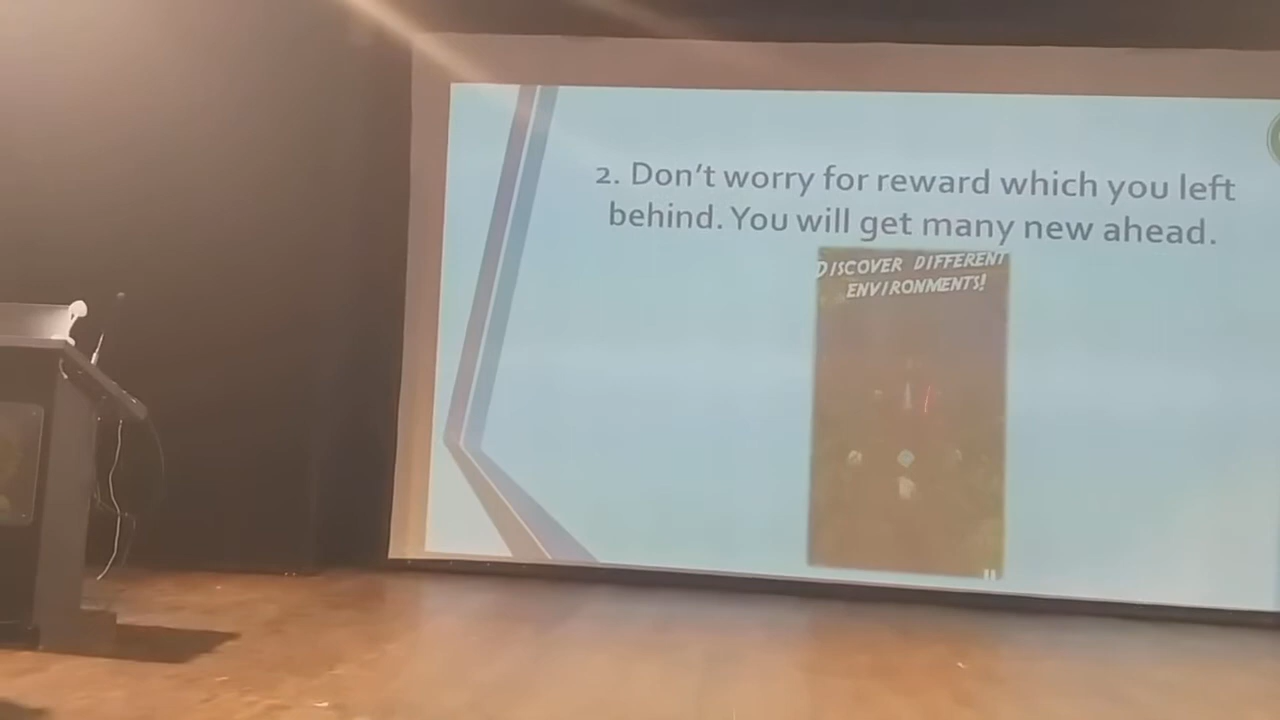 2. Don't worry for reward which you left
behind. You will get many new ahead.
DISCOVER DIFFERENT
ENVIRONMENTS!